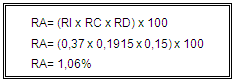 RA= (RI x RC x RD) x 100
RA= (0,37 x 0,1915 x 0,15) x 100
RA= 1,06%